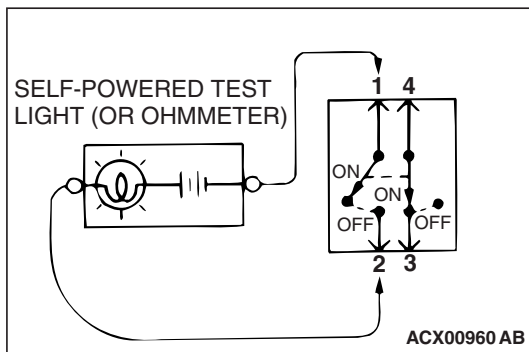 SELF-POWERED TEST
LIGHT (OR OHMMETER)
1 4
ON
ON
OFF
OFF
2 3
ACX00960 AB